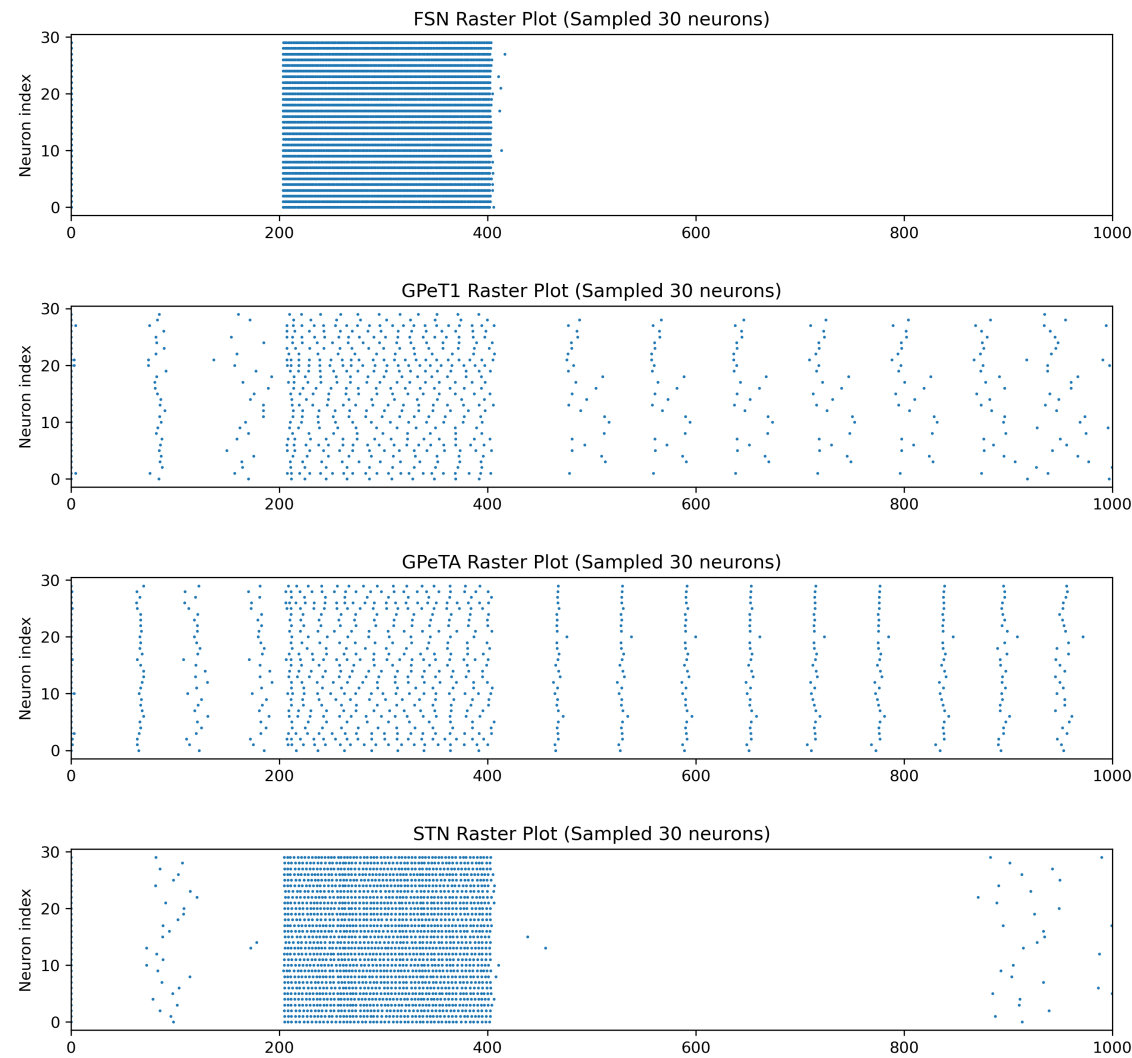 FSN Raster Plot (Sampled 30 neurons)
30
20
10
0
Neuron index
0 200 400 600 800 1000
GPeT1 Raster Plot (Sampled 30 neurons)
30
20
10
0
Neuron index
0 200 400 600 800 1000
GPeTA Raster Plot (Sampled 30 neurons)
30
20
10
0
Neuron index
0 200 400 600 800 1000
STN Raster Plot (Sampled 30 neurons)
30
20
10
0
Neuron index
0 200 400 600 800 1000